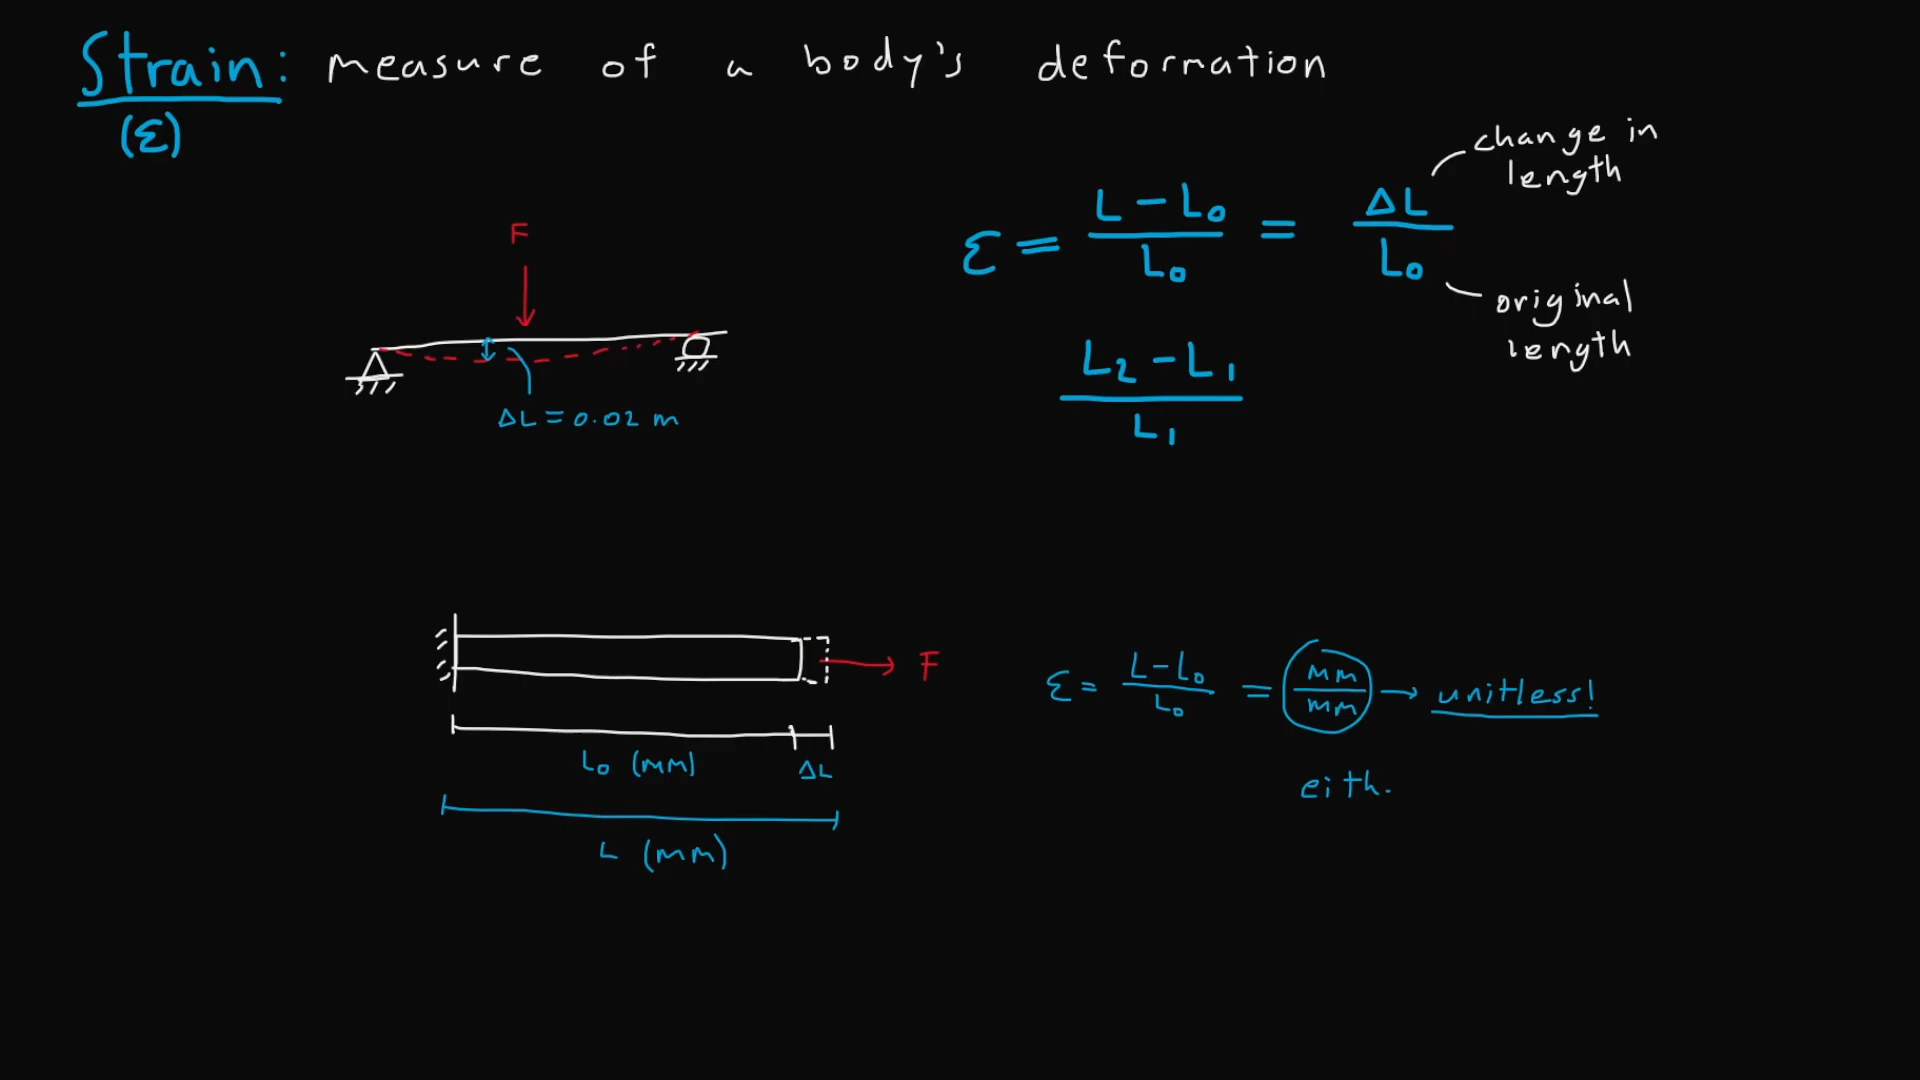 Strain: measure of a body's deformation
(ε)
change in
length
ε = L - L₀ / L₀ = ΔL / L₀
original
length
L₂ - L₁ / L₁
F
ΔL = 0.02 m
F
L₀ (mm)
ΔL
L (mm)
ε = L - L₀ / L₀ = mm / mm → unitless!
eith.